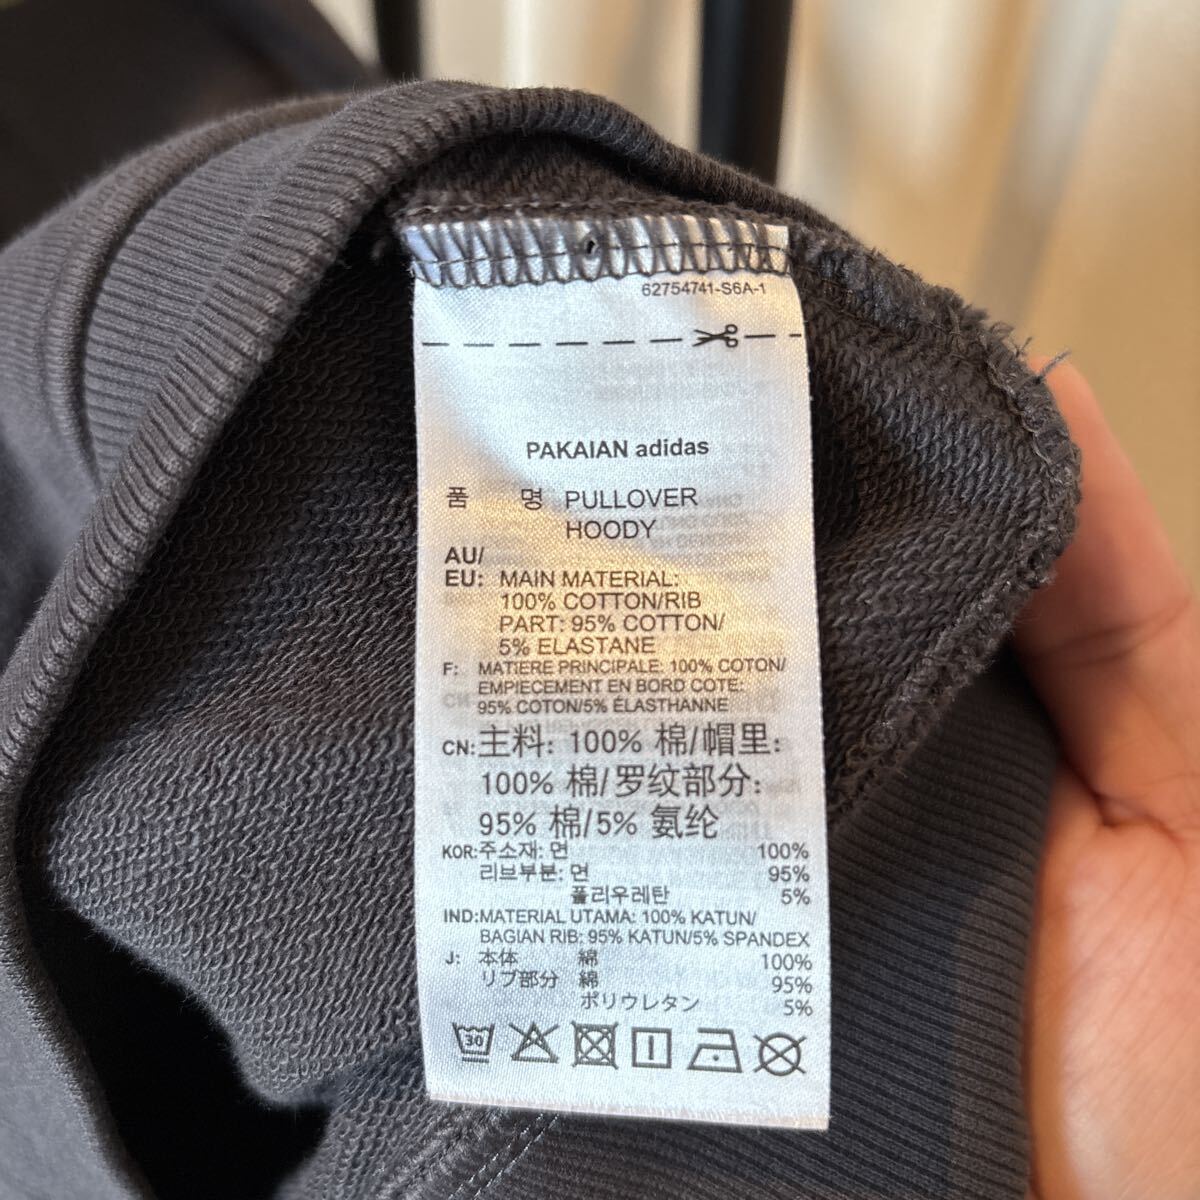 62754741-S6A-1
PAKAIAN adidas
품 명 PULLOVER
HOODY
AU/
EU: MAIN MATERIAL:
100% COTTON/RIB
PART: 95% COTTON/
5% ELASTANE
F: MATIERE PRINCIPALE: 100% COTON/
EMPIECEMENT EN BORD COTE:
95% COTON/5% ÉLASTHANNE
CN: 主料: 100% 棉/帽里:
100% 棉/罗纹部分:
95% 棉/5% 氨纶
KOR: 주소재: 면 100%
리브부분: 면 95%
폴리우레탄 5%
IND: MATERIAL UTAMA: 100% KATUN/
BAGIAN RIB: 95% KATUN/5% SPANDEX
J: 本体 綿 100%
リブ部分 綿 95%
ポリウレタン 5%
30